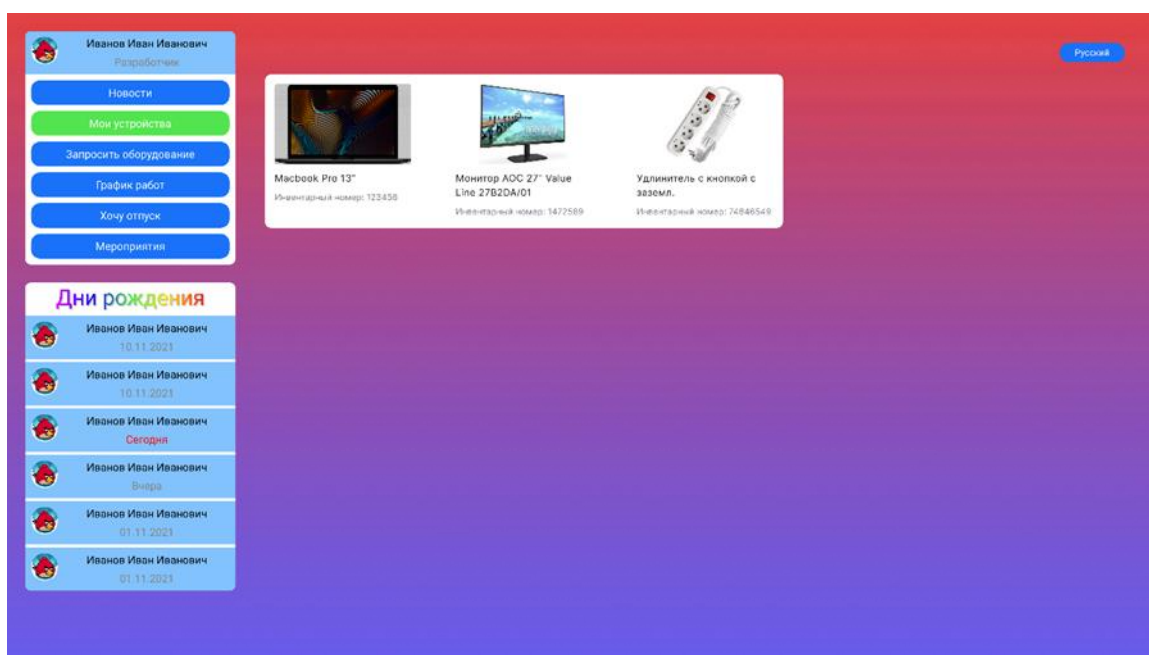 Иванов Иван Иванович
Разработчик
Русский
Новости
Мои устройства
Запросить оборудование
График работ
Хочу отпуск
Мероприятия
Macbook Pro 13"
Инвентарный номер: 123456
Монитор AOC 27" Value
Line 27B2DA/01
Инвентарный номер: 1472589
Удлинитель с кнопкой с
заземл.
Инвентарный номер: 74846549
Дни рождения
Иванов Иван Иванович
10.11.2021
Иванов Иван Иванович
10.11.2021
Иванов Иван Иванович
Сегодня
Иванов Иван Иванович
Вчера
Иванов Иван Иванович
01.11.2021
Иванов Иван Иванович
01.11.2021